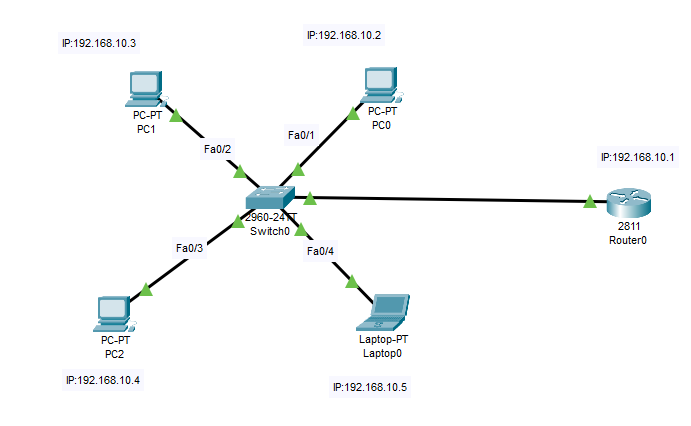 IP:192.168.10.3
IP:192.168.10.2
PC-PT
PC1
PC-PT
PC0
Fa0/1
Fa0/2
IP:192.168.10.1
2960-24TT
Switch0
2811
Router0
Fa0/3
Fa0/4
PC-PT
PC2
Laptop-PT
Laptop0
IP:192.168.10.4
IP:192.168.10.5